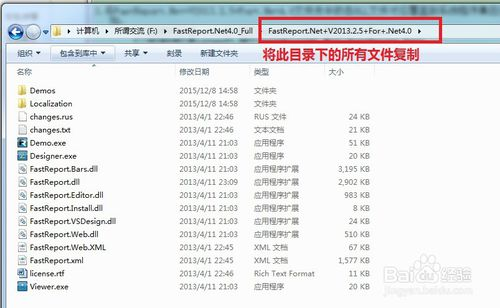 计算机 ▸ 所谓交流 (F:) ▸ FastReport.Net4.0_Full ▸ FastReport.Net+V2013.2.5+For+.Net4.0 ▸
组织 包含到库中 共享 刻录 新建文件夹
将此目录下的所有文件复制
名称 修改日期 类型 大小
Demos 2015/12/8 14:58 文件夹
Localization 2015/12/8 14:58 文件夹
changes.rus 2013/4/1 22:46 RUS 文件 24 KB
changes.txt 2013/4/1 22:46 文本文档 21 KB
Demo.exe 2013/4/11 21:03 应用程序 51 KB
Designer.exe 2013/4/11 21:03 应用程序 20 KB
FastReport.Bars.dll 2013/4/11 21:03 应用程序扩展 3,195 KB
FastReport.dll 2013/4/11 23:09 应用程序扩展 2,902 KB
FastReport.Editor.dll 2013/4/11 21:03 应用程序扩展 983 KB
FastReport.Install.dll 2013/4/11 21:03 应用程序扩展 8 KB
FastReport.VSDesign.dll 2013/4/11 21:03 应用程序扩展 24 KB
FastReport.Web.dll 2013/4/11 21:03 应用程序扩展 510 KB
FastReport.Web.XML 2013/4/1 22:45 XML 文档 67 KB
FastReport.xml 2013/4/1 22:45 XML 文档 1,577 KB
license.rtf 2013/4/1 22:46 Rich Text Format 11 KB
Viewer.exe 2013/4/11 21:03 应用程序 20 KB
Baidu经验